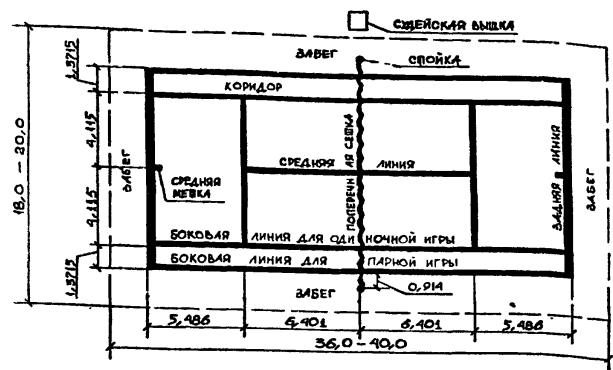 СУДЕЙСКАЯ ВЫШКА
ЗАБЕГ
СТОЙКА
КОРИДОР
1,3715
4,115
4,115
1,3715
18,0 – 20,0
ЗАБЕГ
СРЕДНЯЯ МЕТКА
СРЕДНЯЯ ЛИНИЯ
ПОПЕРЕЧНАЯ СЕТКА
ЗАДНЯЯ ЛИНИЯ
ЗАБЕГ
БОКОВАЯ ЛИНИЯ ДЛЯ ОДИНОЧНОЙ ИГРЫ
БОКОВАЯ ЛИНИЯ ДЛЯ ПАРНОЙ ИГРЫ
ЗАБЕГ
0,914
5,486
6,401
6,401
5,486
36,0 – 40,0